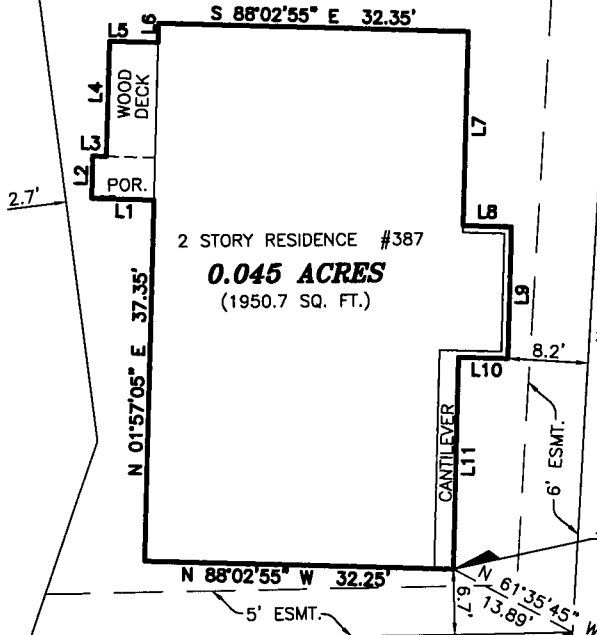 S 88°02'55" E 32.35'
L6
L5
L4
WOOD
DECK
L3
L2
POR.
L1
L7
2.7'
L8
2 STORY RESIDENCE #387
0.045 ACRES
(1950.7 SQ. FT.)
L9
N 01°57'05" E 37.35'
8.2'
L10
CANTILEVER
L11
6' ESMT.
N 88°02'55" W 32.25'
N 61°35'45" W
13.89'
6.7'
5' ESMT.